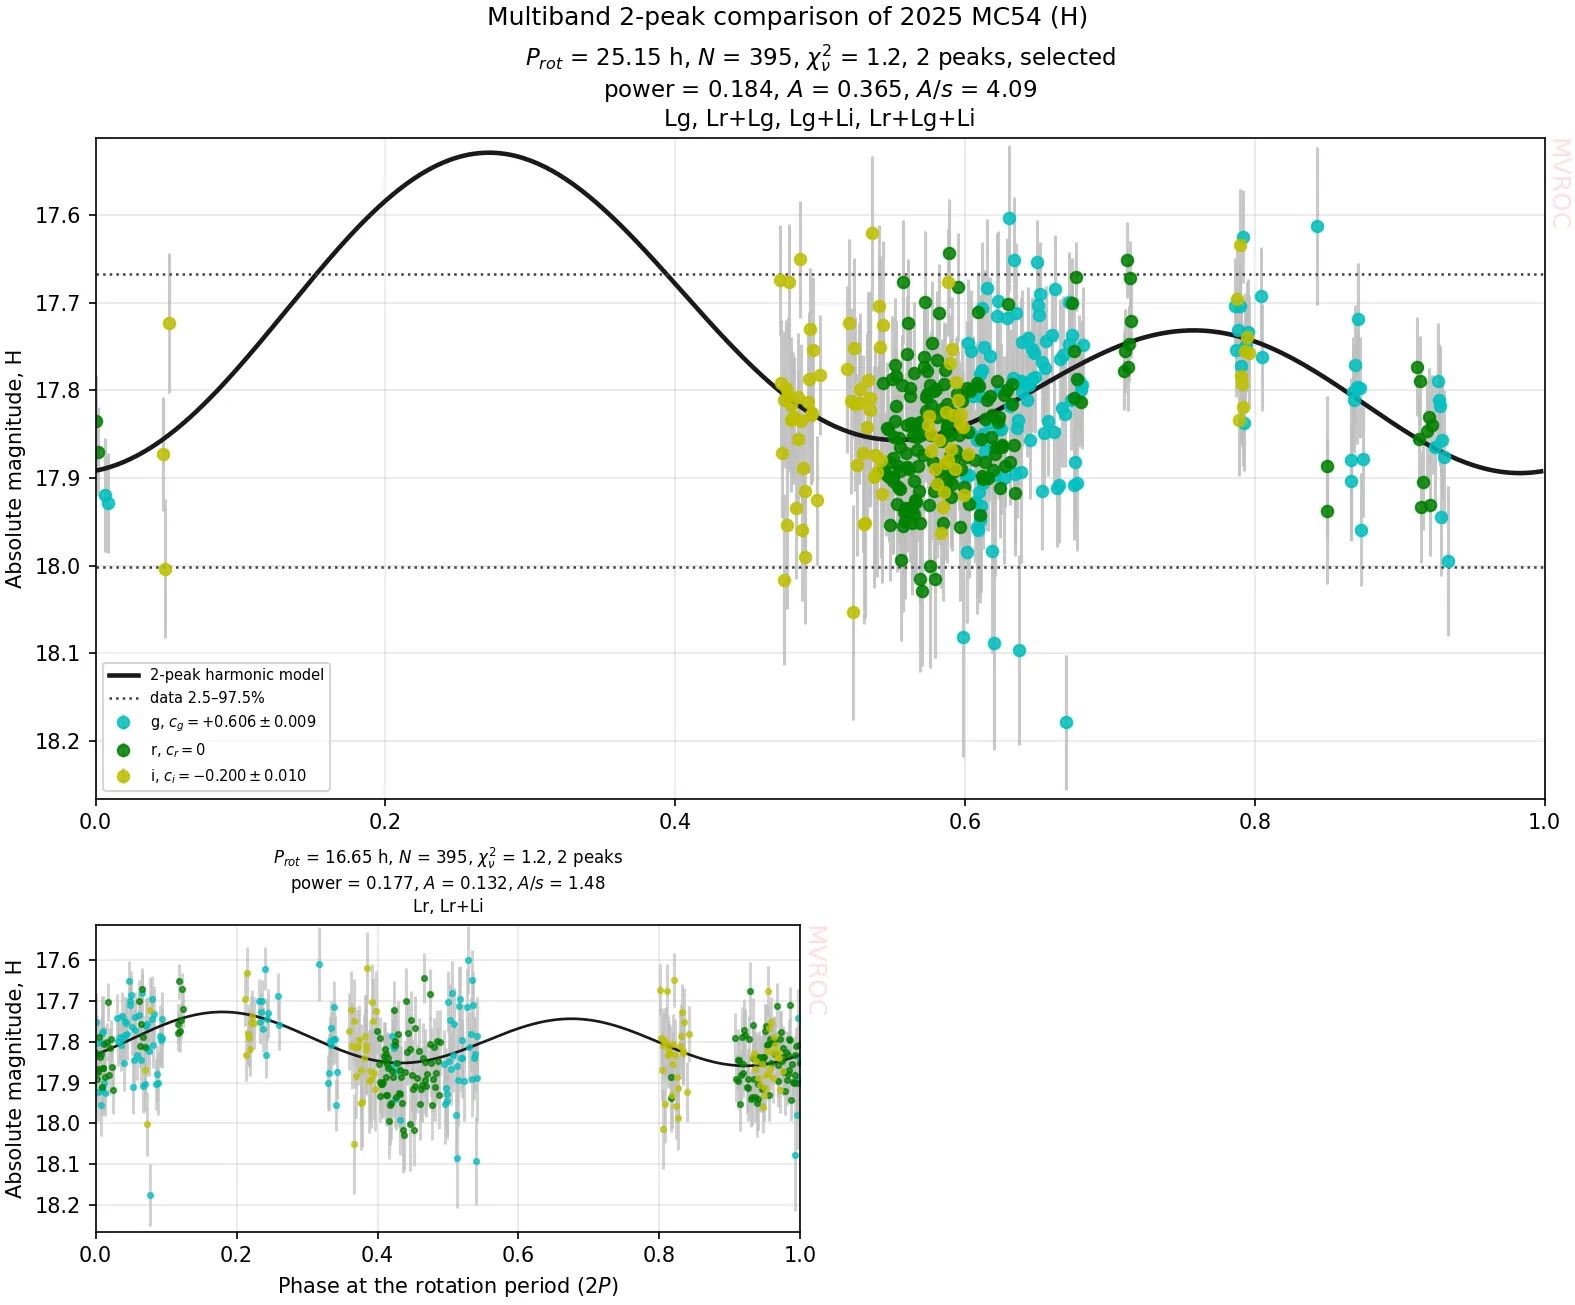 Multiband 2-peak comparison of 2025 MC54 (H)
P_rot = 25.15 h, N = 395, χ²_ν = 1.2, 2 peaks, selected
power = 0.184, A = 0.365, A/s = 4.09
Lg, Lr+Lg, Lg+Li, Lr+Lg+Li
MVROC
Absolute magnitude, H
17.6
17.7
17.8
17.9
18.0
18.1
18.2
2-peak harmonic model
data 2.5–97.5%
g, c_g = +0.606 ± 0.009
r, c_r = 0
i, c_i = −0.200 ± 0.010
0.0 0.2 0.4 0.6 0.8 1.0
P_rot = 16.65 h, N = 395, χ²_ν = 1.2, 2 peaks
power = 0.177, A = 0.132, A/s = 1.48
Lr, Lr+Li
MVROC
Absolute magnitude, H
17.6
17.7
17.8
17.9
18.0
18.1
18.2
0.0 0.2 0.4 0.6 0.8 1.0
Phase at the rotation period (2P)